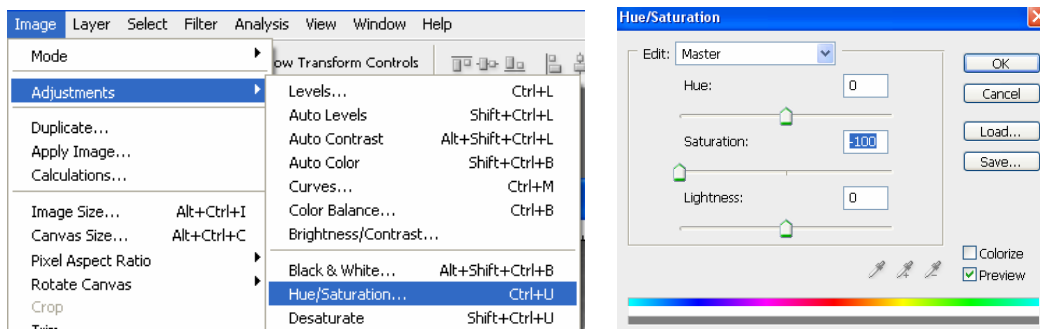 Image Layer Select Filter Analysis View Window Help
Mode
ow Transform Controls
Adjustments
Duplicate...
Apply Image...
Calculations...
Image Size... Alt+Ctrl+I
Canvas Size... Alt+Ctrl+C
Pixel Aspect Ratio
Rotate Canvas
Crop
Levels... Ctrl+L
Auto Levels Shift+Ctrl+L
Auto Contrast Alt+Shift+Ctrl+L
Auto Color Shift+Ctrl+B
Curves... Ctrl+M
Color Balance... Ctrl+B
Brightness/Contrast...
Black & White... Alt+Shift+Ctrl+B
Hue/Saturation... Ctrl+U
Desaturate Shift+Ctrl+U
Hue/Saturation
Edit: Master
Hue: 0
Saturation: -100
Lightness: 0
OK
Cancel
Load...
Save...
Colorize
Preview